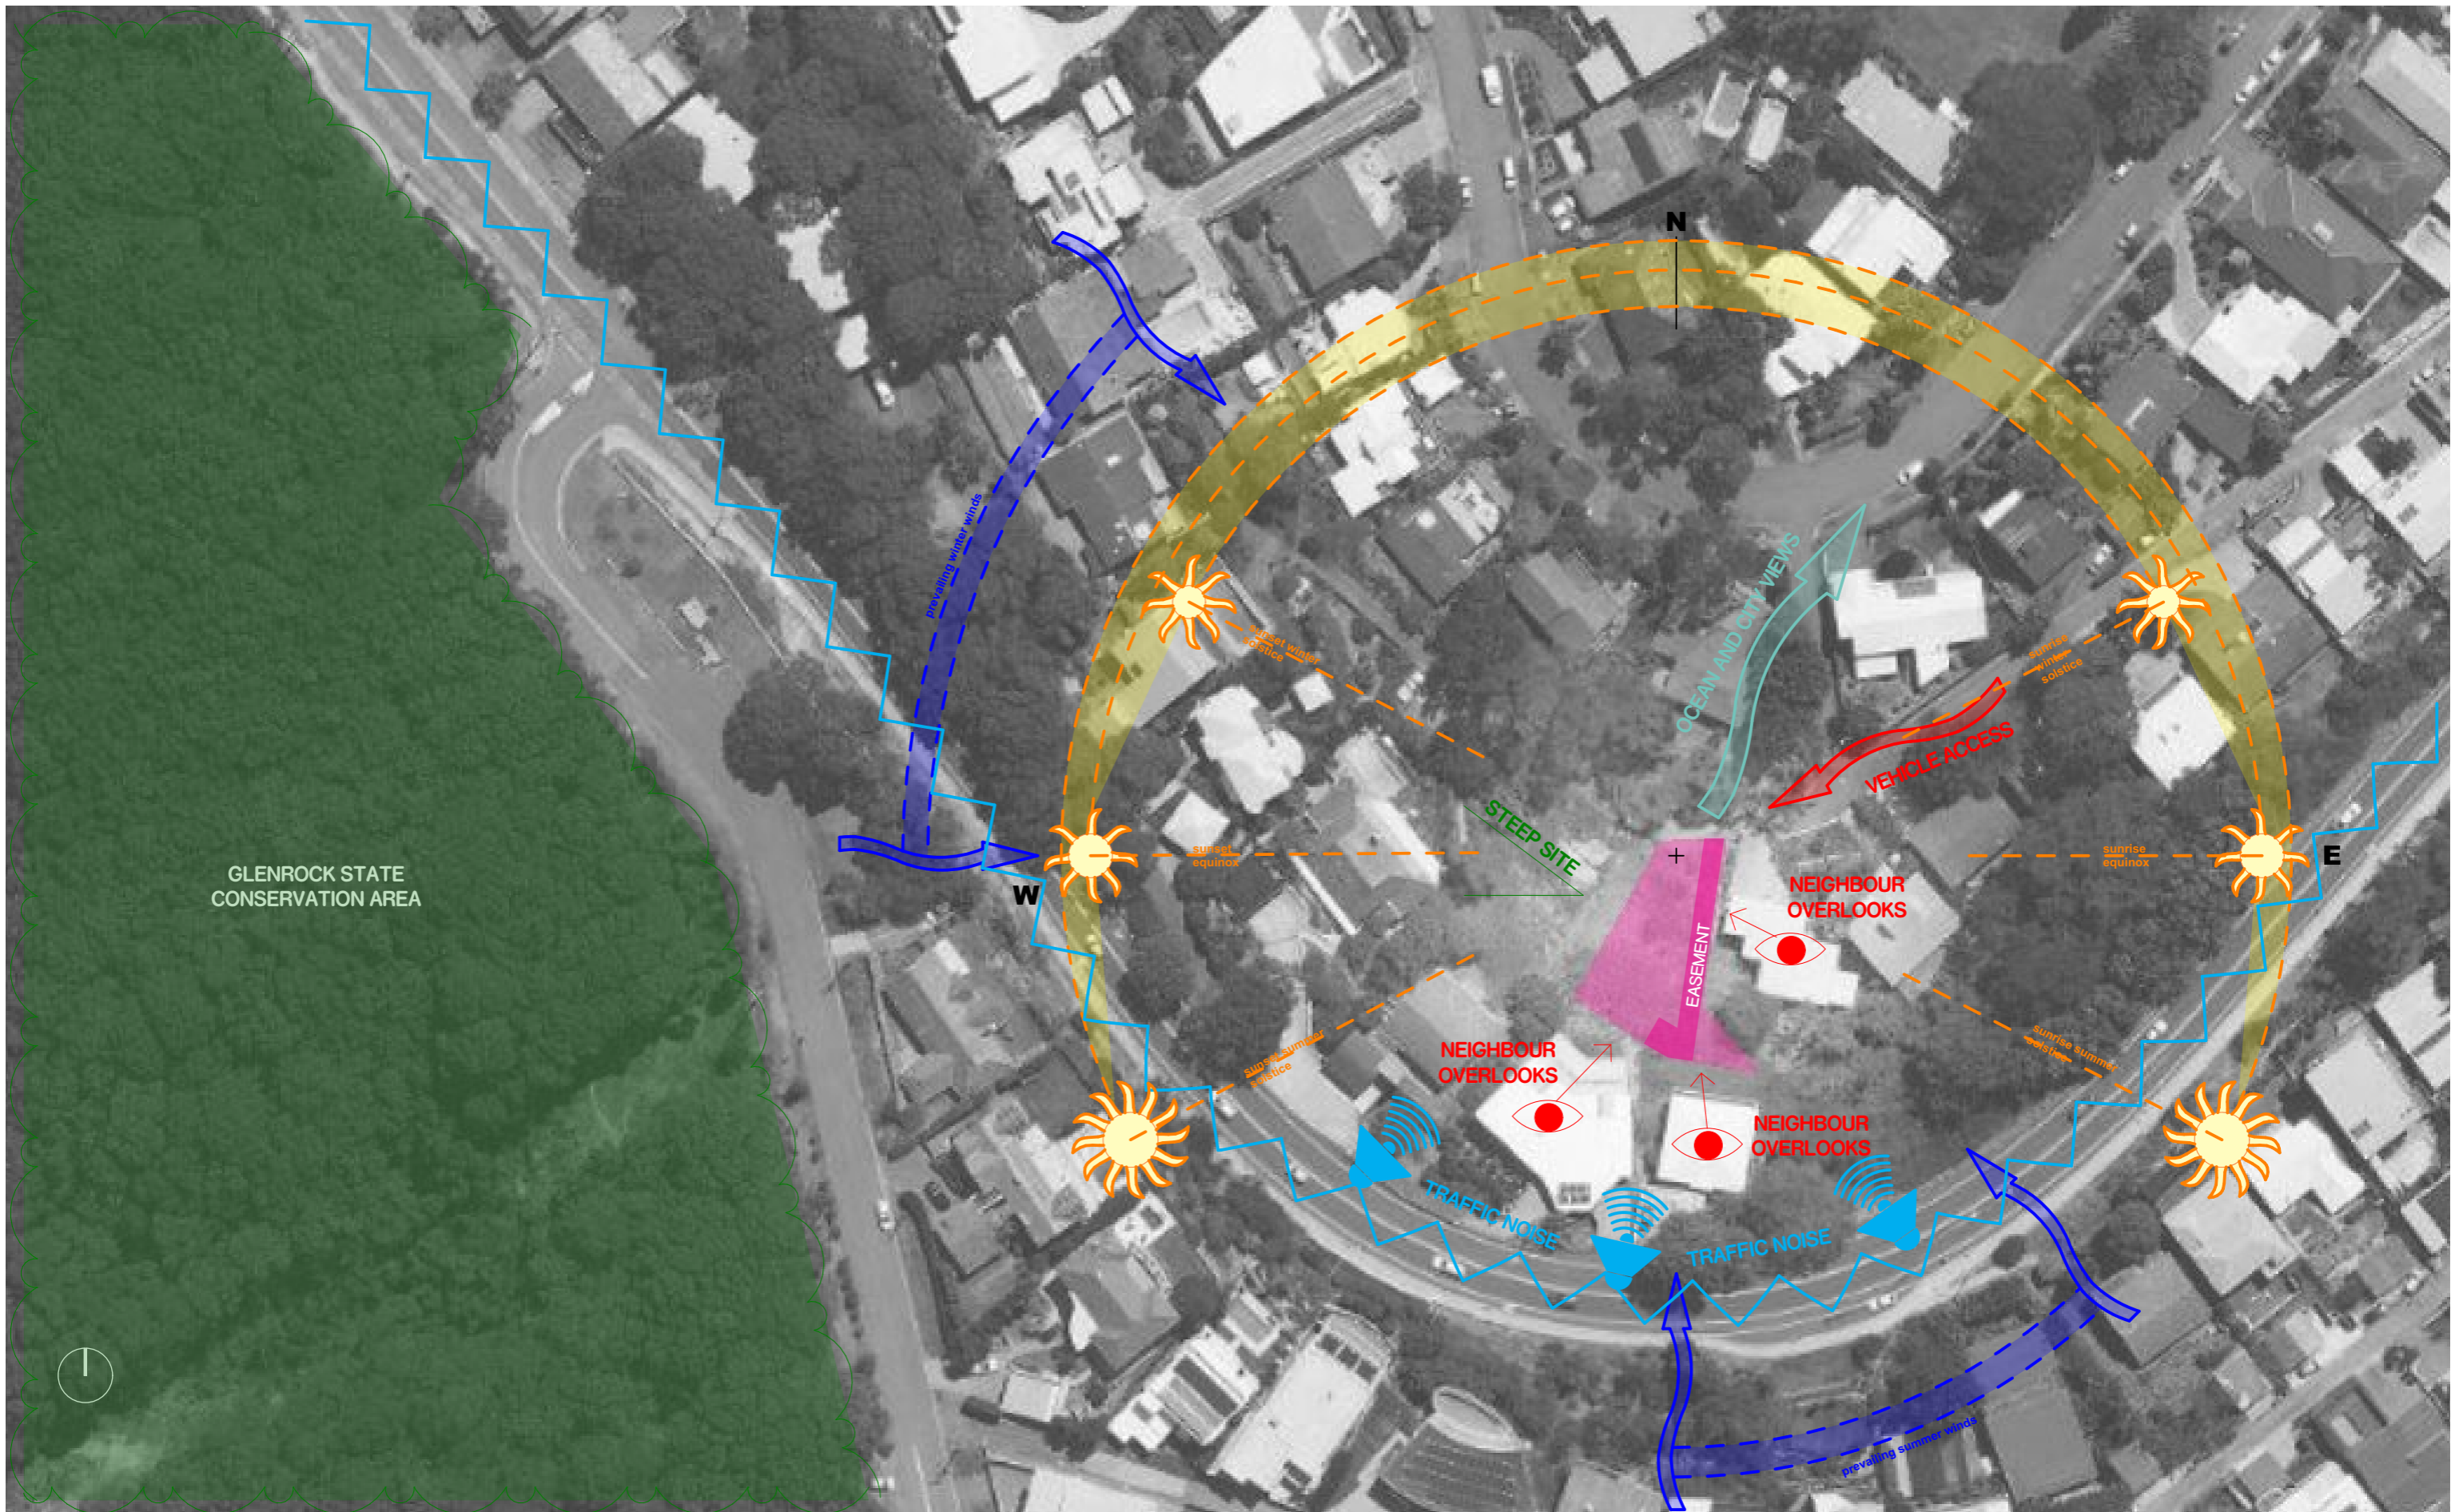 N
prevailing winter winds
OCEAN AND CITY VIEWS
sunset winter
solstice
sunrise
winter
solstice
VEHICLE ACCESS
STEEP SITE
sunset
equinox
sunrise
equinox
E
W
GLENROCK STATE
CONSERVATION AREA
NEIGHBOUR
OVERLOOKS
EASEMENT
NEIGHBOUR
OVERLOOKS
sunset summer
solstice
sunrise summer
solstice
NEIGHBOUR
OVERLOOKS
TRAFFIC NOISE
TRAFFIC NOISE
prevailing summer winds